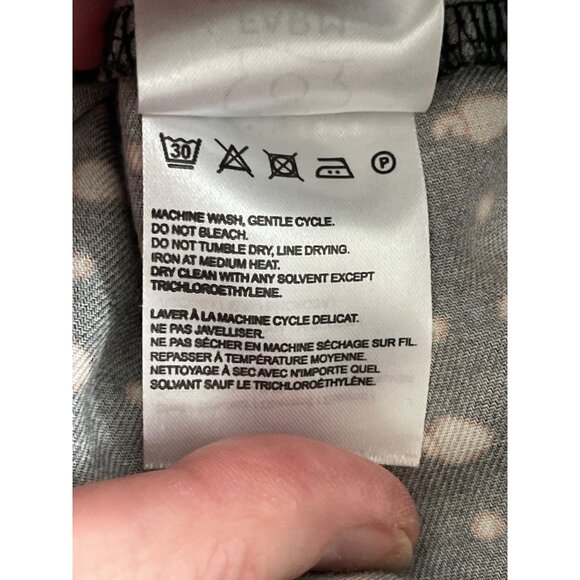 30 P
MACHINE WASH, GENTLE CYCLE.
DO NOT BLEACH.
DO NOT TUMBLE DRY, LINE DRYING.
IRON AT MEDIUM HEAT.
DRY CLEAN WITH ANY SOLVENT EXCEPT
TRICHLOROETHYLENE.
LAVER À LA MACHINE CYCLE DELICAT.
NE PAS JAVELLISER.
NE PAS SÉCHER EN MACHINE SÉCHAGE SUR FIL.
REPASSER À TEMPÉRATURE MOYENNE.
NETTOYAGE À SEC AVEC N'IMPORTE QUEL
SOLVANT SAUF LE TRICHLOROÉTHYLÈNE.